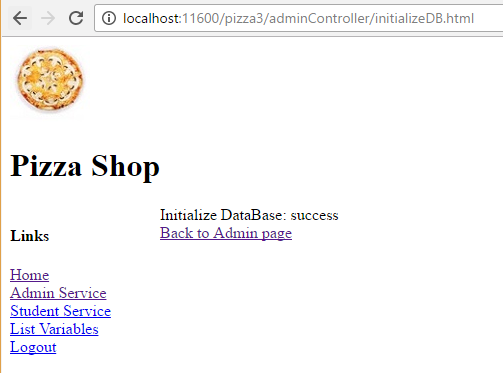 localhost:11600/pizza3/adminController/initializeDB.html
Pizza Shop
Links
Home
Admin Service
Student Service
List Variables
Logout
Initialize DataBase: success
Back to Admin page